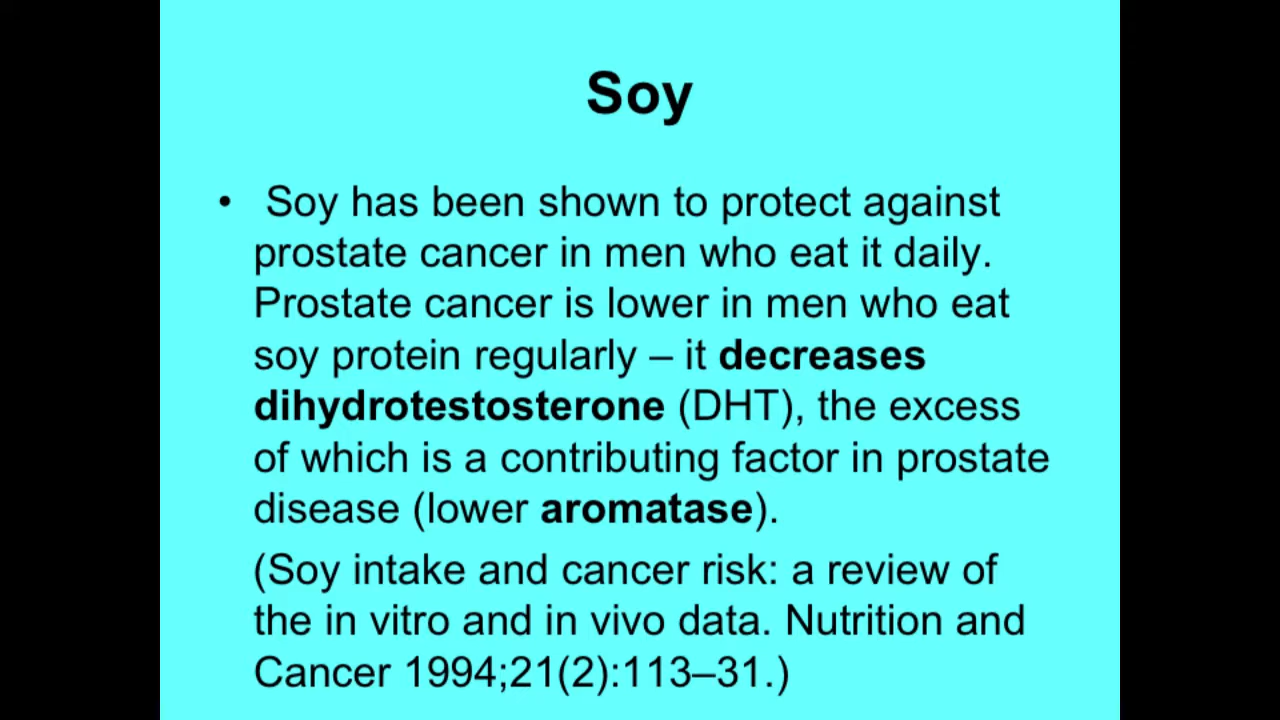 Soy
• Soy has been shown to protect against
prostate cancer in men who eat it daily.
Prostate cancer is lower in men who eat
soy protein regularly – it decreases
dihydrotestosterone (DHT), the excess
of which is a contributing factor in prostate
disease (lower aromatase).
(Soy intake and cancer risk: a review of
the in vitro and in vivo data. Nutrition and
Cancer 1994;21(2):113–31.)